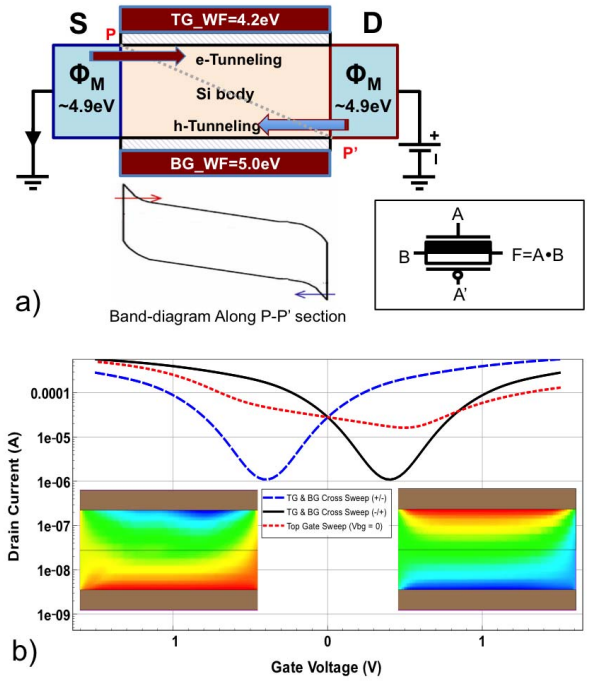 S
TG_WF=4.2eV
D
P
e-Tunneling
ΦM
~4.9eV
Si body
ΦM
~4.9eV
h-Tunneling
P'
BG_WF=5.0eV
+
Band-diagram Along P-P' section
a)
A
B
F=A•B
A'
Drain Current (A)
0.0001
1e-05
1e-06
1e-07
1e-08
1e-09
TG & BG Cross Sweep (+/-)
TG & BG Cross Sweep (-/+)
Top Gate Sweep (Vbg = 0)
1
0
1
Gate Voltage (V)
b)